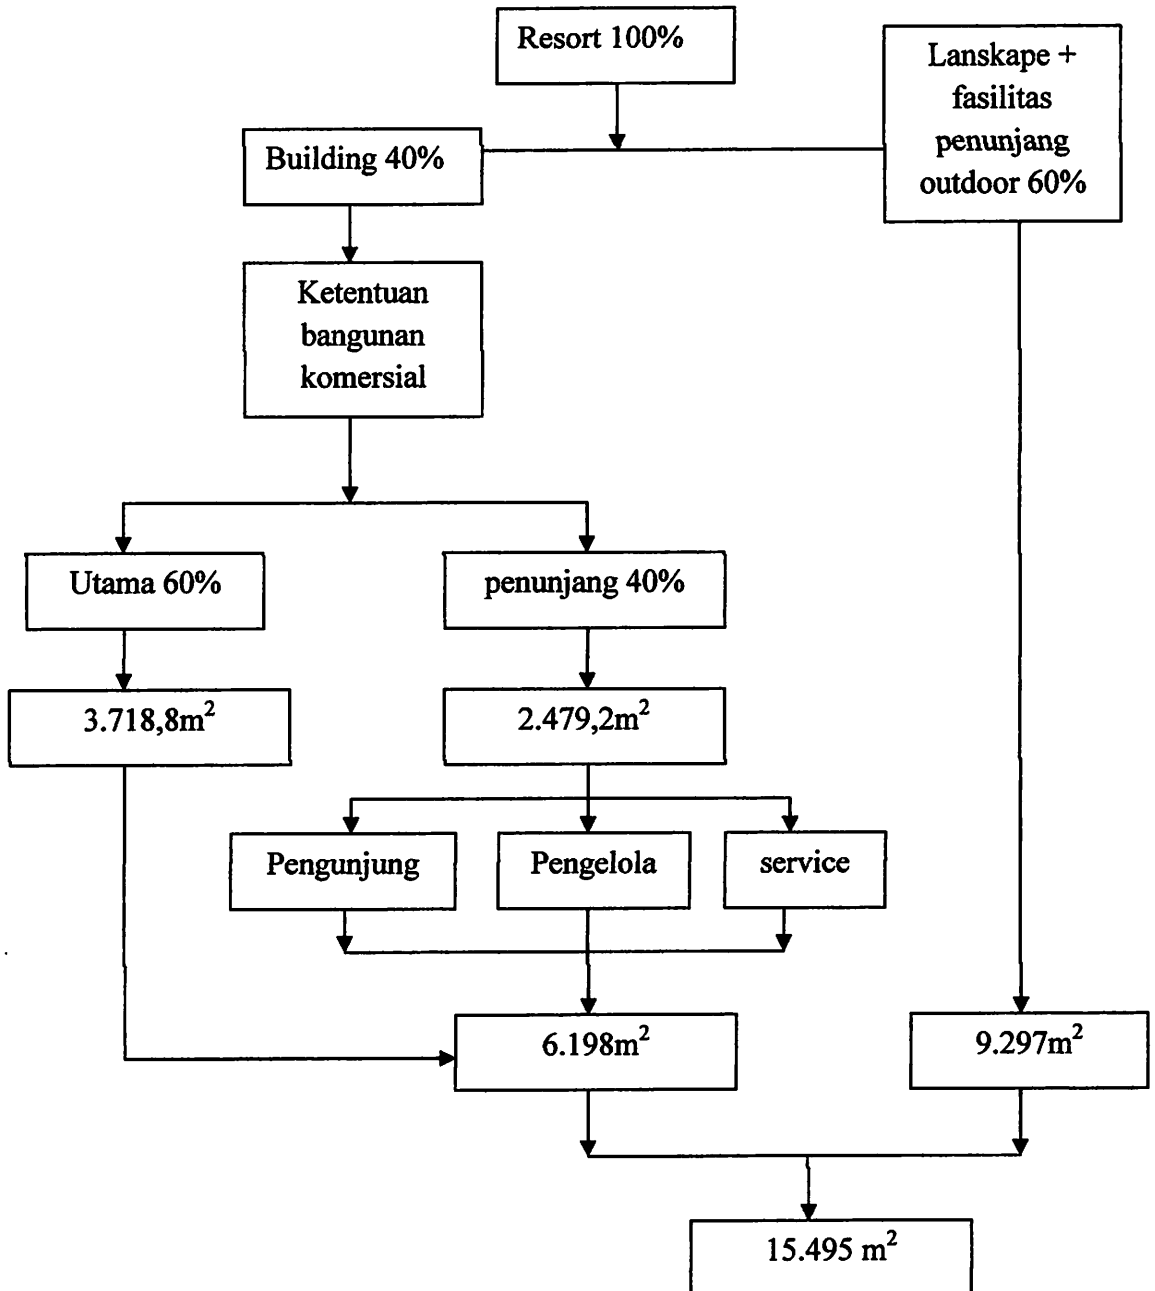 Resort 100%
Lanskape +
fasilitas
penunjang
outdoor 60%
Building 40%
Ketentuan
bangunan
komersial
Utama 60%
penunjang 40%
3.718,8m²
2.479,2m²
Pengunjung
Pengelola
service
6.198m²
9.297m²
15.495 m²